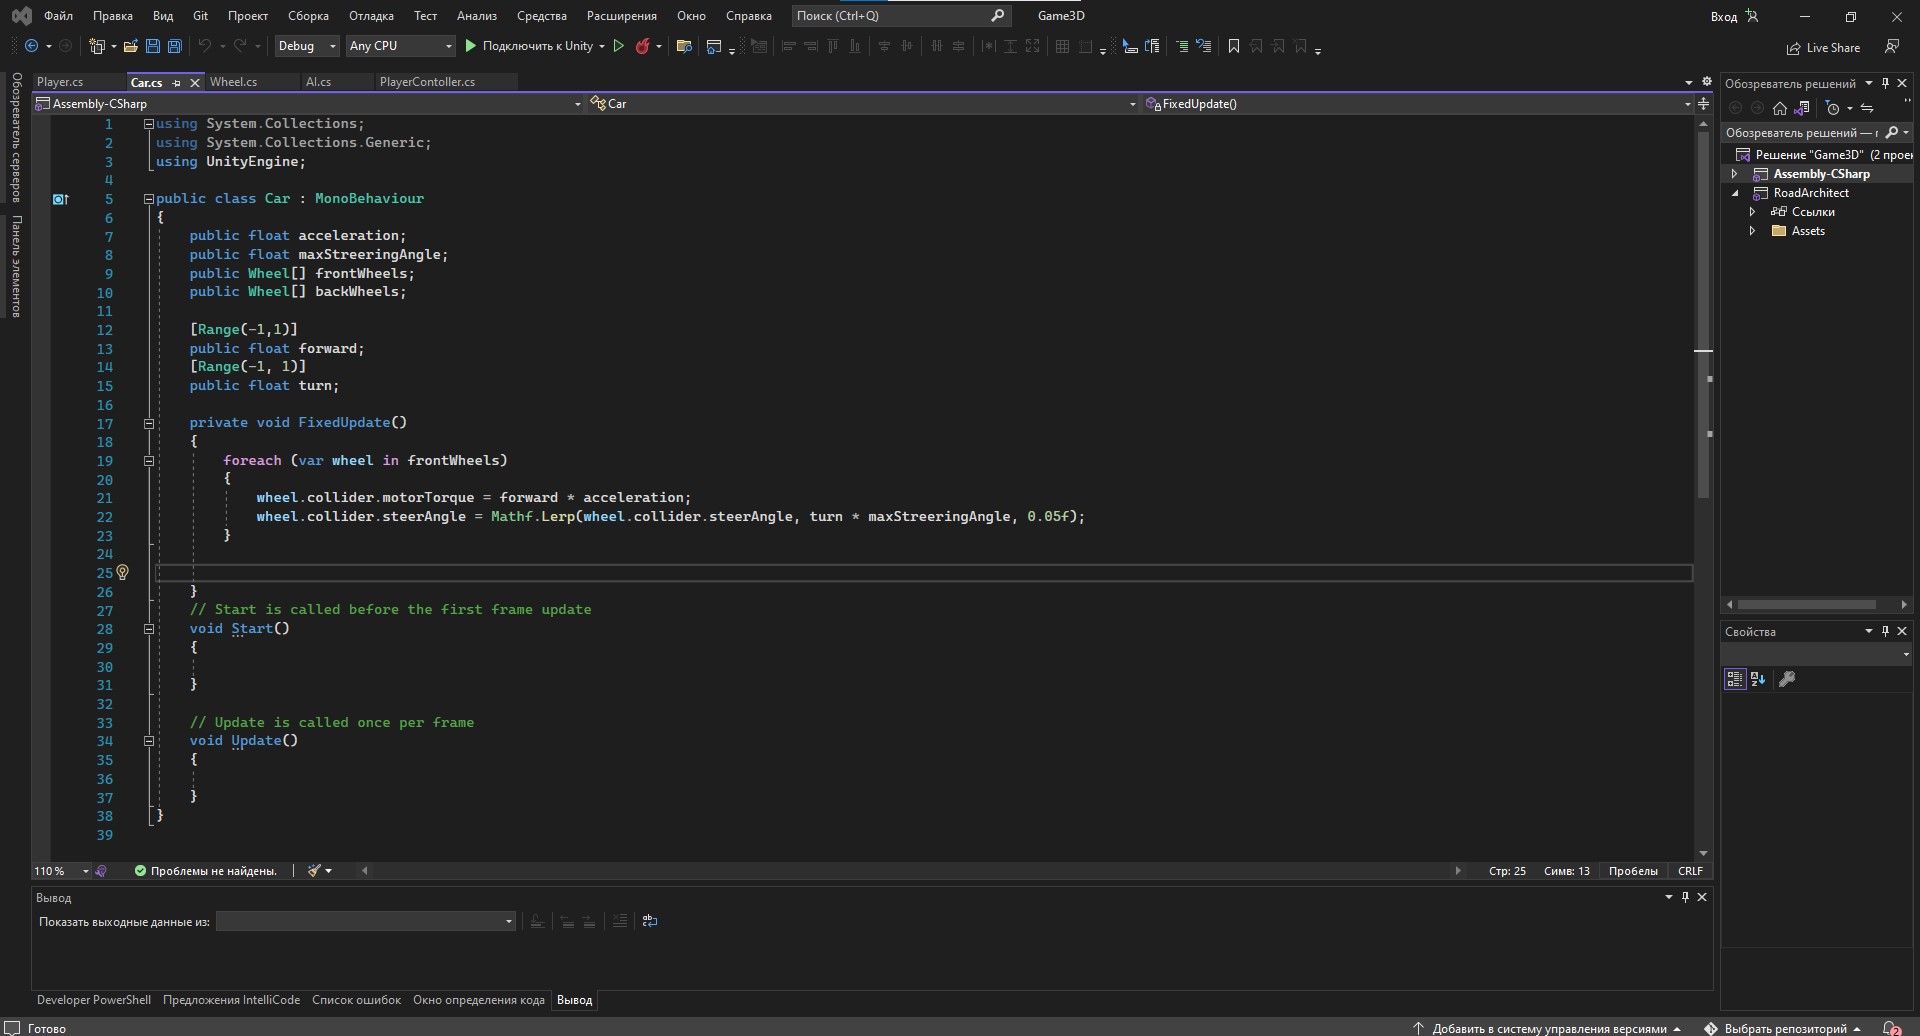 Файл Правка Вид Git Проект Сборка Отладка Тест Анализ Средства Расширения Окно Справка Поиск (Ctrl+Q) Game3D Вход
Debug Any CPU Подключить к Unity Live Share
Обозреватель серверов
Панель элементов
Player.cs Car.cs Wheel.cs AI.cs PlayerContoller.cs
Assembly-CSharp Car FixedUpdate()
1 using System.Collections;
2 using System.Collections.Generic;
3 using UnityEngine;
4
5 public class Car : MonoBehaviour
6 {
7 public float acceleration;
8 public float maxStreeringAngle;
9 public Wheel[] frontWheels;
10 public Wheel[] backWheels;
11
12 [Range(-1,1)]
13 public float forward;
14 [Range(-1, 1)]
15 public float turn;
16
17 private void FixedUpdate()
18 {
19 foreach (var wheel in frontWheels)
20 {
21 wheel.collider.motorTorque = forward * acceleration;
22 wheel.collider.steerAngle = Mathf.Lerp(wheel.collider.steerAngle, turn * maxStreeringAngle, 0.05f);
23 }
24
25
26 }
27 // Start is called before the first frame update
28 void Start()
29 {
30
31 }
32
33 // Update is called once per frame
34 void Update()
35 {
36
37 }
38 }
39
110 % Проблемы не найдены. Стр: 25 Симв: 13 Пробелы CRLF
Вывод
Показать выходные данные из:
Developer PowerShell Предложения IntelliCode Список ошибок Окно определения кода Вывод
Обозреватель решений
Обозреватель решений —
Решение "Game3D" (2 прое
Assembly-CSharp
RoadArchitect
Ссылки
Assets
Свойства
Готово Добавить в систему управления версиями Выбрать репозиторий 2